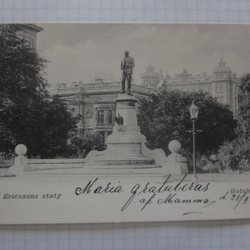 Ericssons staty
Maria gratuleras
af Mamma